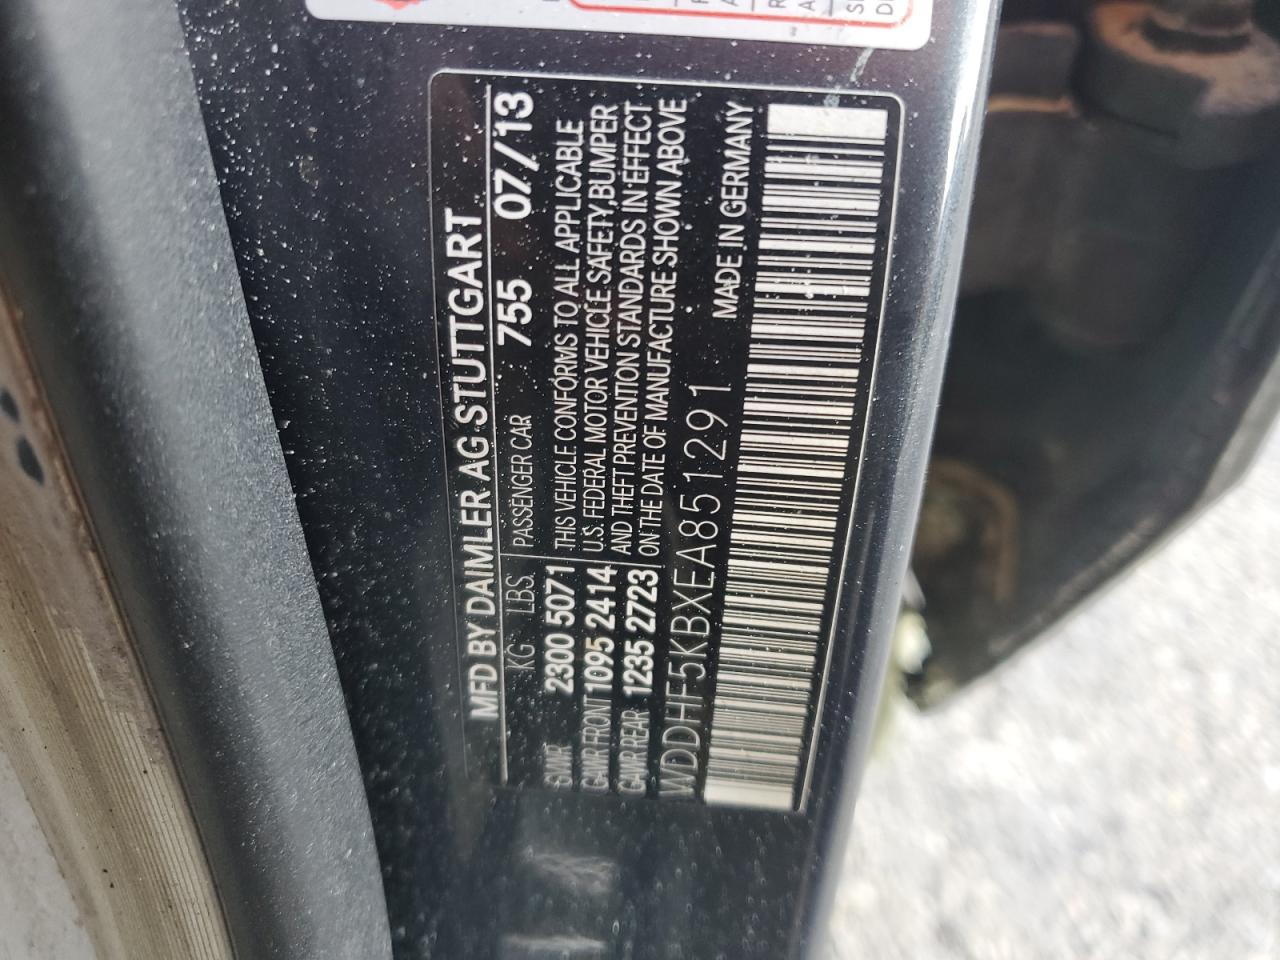 MFD BY DAIMLER AG STUTTGART
KG LBS. PASSENGER CAR 755 07/13
GVWR 2300 5071 THIS VEHICLE CONFORMS TO ALL APPLICABLE
GAWR FRONT 1095 2414 U.S. FEDERAL MOTOR VEHICLE SAFETY,BUMPER
GAWR REAR 1235 2723 AND THEFT PREVENTION STANDARDS IN EFFECT
ON THE DATE OF MANUFACTURE SHOWN ABOVE
WDDHF5KBXEA851291
MADE IN GERMANY